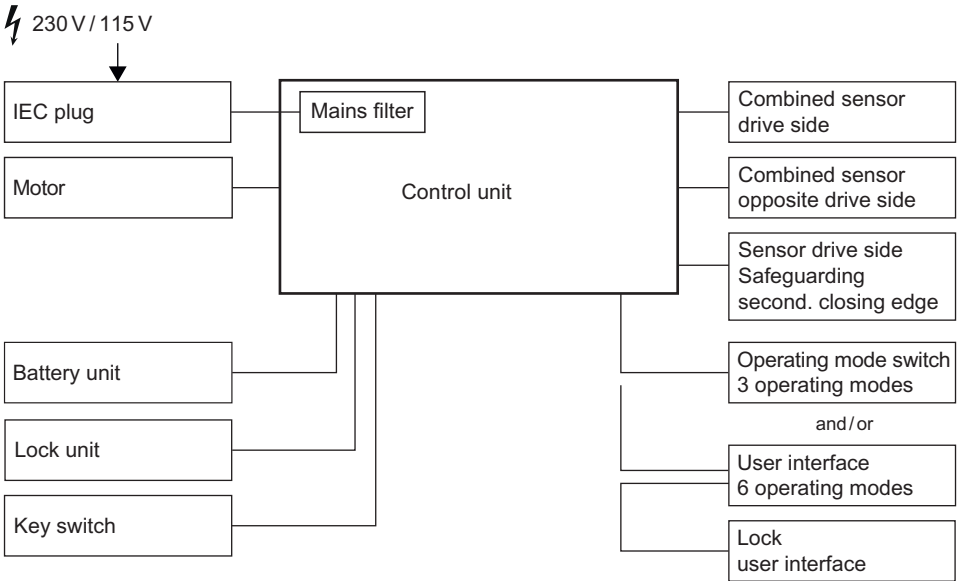 230 V / 115 V
IEC plug
Mains filter
Motor
Control unit
Battery unit
Lock unit
Key switch
Combined sensor
drive side
Combined sensor
opposite drive side
Sensor drive side
Safeguarding
second. closing edge
Operating mode switch
3 operating modes
and / or
User interface
6 operating modes
Lock
user interface